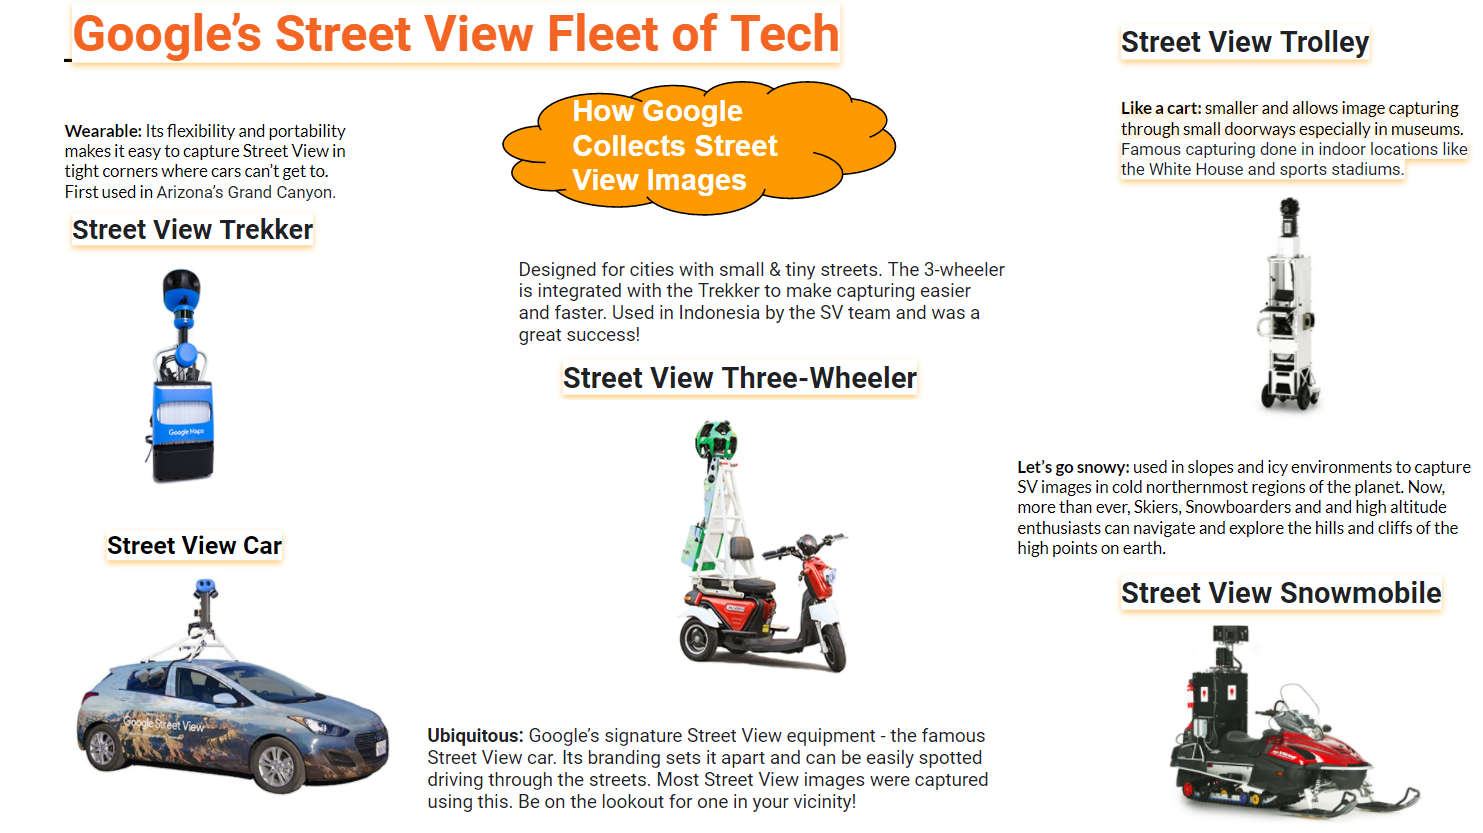 Google's Street View Fleet of Tech
How Google
Collects Street
View Images
Wearable: Its flexibility and portability
makes it easy to capture Street View in
tight corners where cars can't get to.
First used in Arizona's Grand Canyon.
Street View Trekker
Google Maps
Street View Car
Google Street View
Designed for cities with small & tiny streets. The 3-wheeler
is integrated with the Trekker to make capturing easier
and faster. Used in Indonesia by the SV team and was a
great success!
Street View Three-Wheeler
Ubiquitous: Google's signature Street View equipment - the famous
Street View car. Its branding sets it apart and can be easily spotted
driving through the streets. Most Street View images were captured
using this. Be on the lookout for one in your vicinity!
Street View Trolley
Like a cart: smaller and allows image capturing
through small doorways especially in museums.
Famous capturing done in indoor locations like
the White House and sports stadiums.
Let's go snowy: used in slopes and icy environments to capture
SV images in cold northernmost regions of the planet. Now,
more than ever, Skiers, Snowboarders and and high altitude
enthusiasts can navigate and explore the hills and cliffs of the
high points on earth.
Street View Snowmobile